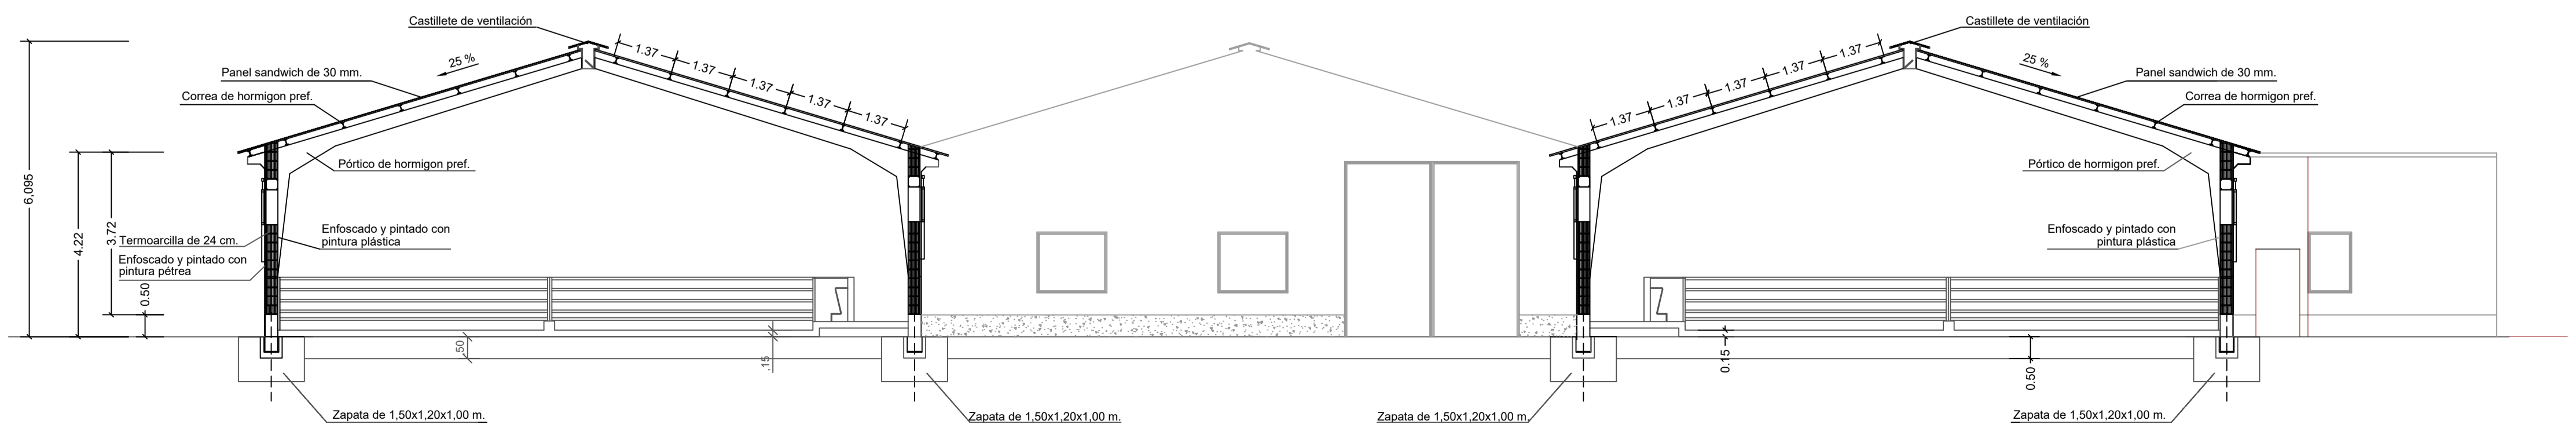 Castillete de ventilación
Castillete de ventilación
1.37
1.37
1.37
1.37
1.37
25 %
Panel sandwich de 30 mm.
Correa de hormigon pref.
1.37
1.37
1.37
1.37
1.37
25 %
Panel sandwich de 30 mm.
Correa de hormigon pref.
Pórtico de hormigon pref.
Pórtico de hormigon pref.
6,095
4.22
3.72
0.50
Termoarcilla de 24 cm.
Enfoscado y pintado con
pintura pétrea
Enfoscado y pintado con
pintura plástica
Enfoscado y pintado con
pintura plástica
.50
.15
0.15
0.50
Zapata de 1,50x1,20x1,00 m.
Zapata de 1,50x1,20x1,00 m.
Zapata de 1,50x1,20x1,00 m.
Zapata de 1,50x1,20x1,00 m.